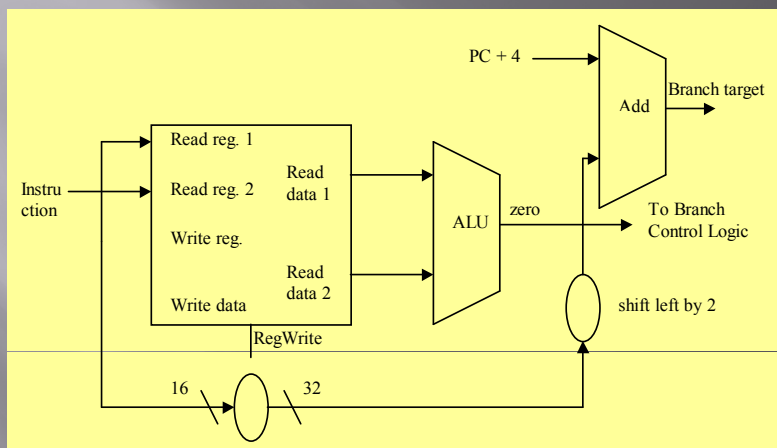 PC + 4
Branch target
Add
Read reg. 1
Read
data 1
Instru
ction
Read reg. 2
zero
To Branch
Control Logic
ALU
Write reg.
Read
data 2
Write data
shift left by 2
RegWrite
16
32